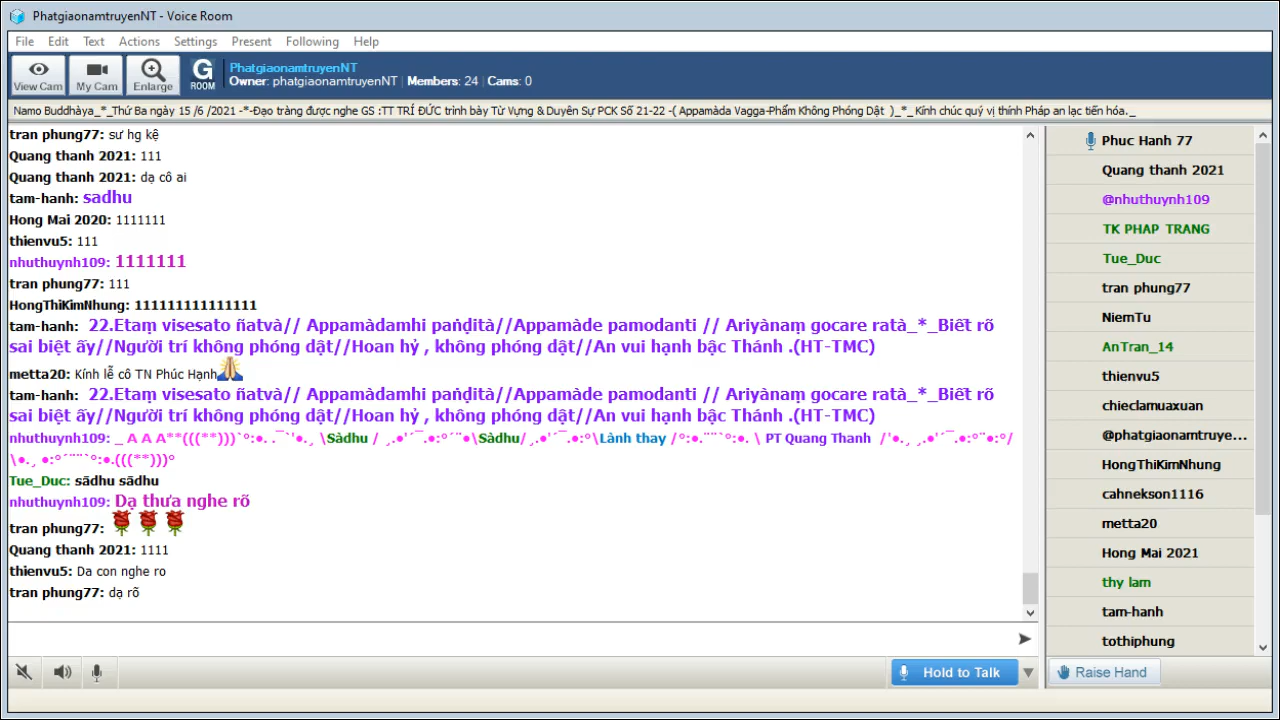 PhatgiaonamtruyenNT - Voice Room
File Edit Text Actions Settings Present Following Help
View Cam My Cam Enlarge G ROOM
PhatgiaonamtruyenNT
Owner: phatgiaonamtruyenNT Members: 24 Cams: 0
Namo Buddhàya_*_Thứ Ba ngày 15 /6 /2021 -*-Đạo tràng được nghe GS :TT TRÍ ĐỨC trình bày Từ Vựng & Duyên Sự PCK Số 21-22 -( Appamàda Vagga-Phẩm Không Phóng Dật )_*_ Kính chúc quý vị thính Pháp an lạc tiến hóa._
tran phung77: sư hg kệ
Quang thanh 2021: 111
Quang thanh 2021: dạ cô ai
tam-hanh: sadhu
Hong Mai 2020: 1111111
thienvu5: 111
nhuthuynh109: 1111111
tran phung77: 111
HongThiKimNhung: 111111111111111
tam-hanh: 22.Etaṃ visesato ñatvà// Appamàdamhi paṇḍità//Appamàde pamodanti // Ariyànaṃ gocare ratà_*_Biết rõ
sai biệt ấy//Người trí không phóng dật//Hoan hỷ , không phóng dật//An vui hạnh bậc Thánh .(HT-TMC)
metta20: Kính lễ cô TN Phúc Hạnh
tam-hanh: 22.Etaṃ visesato ñatvà// Appamàdamhi paṇḍità//Appamàde pamodanti // Ariyànaṃ gocare ratà_*_Biết rõ
sai biệt ấy//Người trí không phóng dật//Hoan hỷ , không phóng dật//An vui hạnh bậc Thánh .(HT-TMC)
nhuthuynh109: _ A A A**(((**)))`°:•. .¯`'•.¸ \Sàdhu / ¸.•'´¯.•:°´¨•\Sàdhu/¸.•'´¯.•:°\Lành thay /°:•.¨¨`°:•. \ PT Quang Thanh /'•.¸ ¸.•'´¯.•:°¨•:°/
\•.¸ •:°´¨¨`°:•.(((**)))°
Tue_Duc: sādhu sādhu
nhuthuynh109: Dạ thưa nghe rõ
tran phung77:
Quang thanh 2021: 1111
thienvu5: Da con nghe ro
tran phung77: dạ rõ
Hold to Talk
Phuc Hanh 77
Quang thanh 2021
@nhuthuynh109
TK PHAP TRANG
Tue_Duc
tran phung77
NiemTu
AnTran_14
thienvu5
chieclamuaxuan
@phatgiaonamtruye...
HongThiKimNhung
cahnekson1116
metta20
Hong Mai 2021
thy lam
tam-hanh
tothiphung
Raise Hand